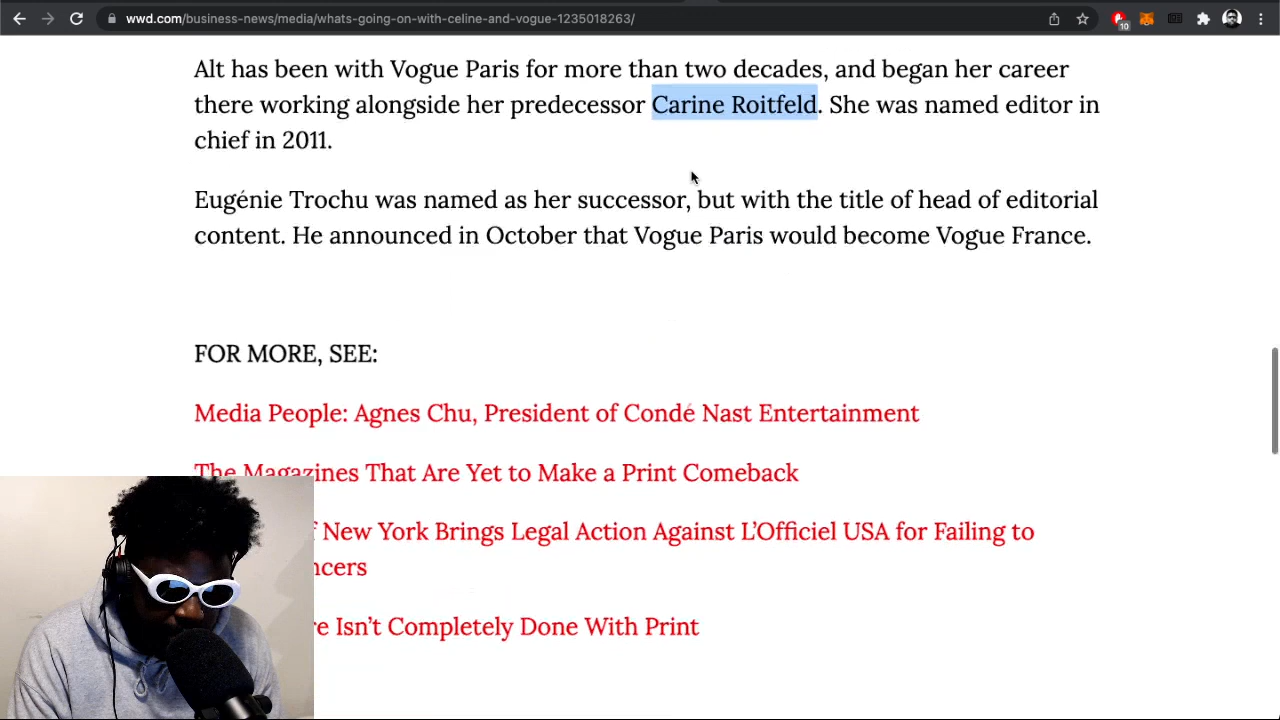 wwd.com/business-news/media/whats-going-on-with-celine-and-vogue-1235018263/
10
Alt has been with Vogue Paris for more than two decades, and began her career
there working alongside her predecessor Carine Roitfeld. She was named editor in
chief in 2011.
Eugénie Trochu was named as her successor, but with the title of head of editorial
content. He announced in October that Vogue Paris would become Vogue France.
FOR MORE, SEE:
Media People: Agnes Chu, President of Condé Nast Entertainment
The Magazines That Are Yet to Make a Print Comeback
New York Brings Legal Action Against L’Officiel USA for Failing to
Isn’t Completely Done With Print